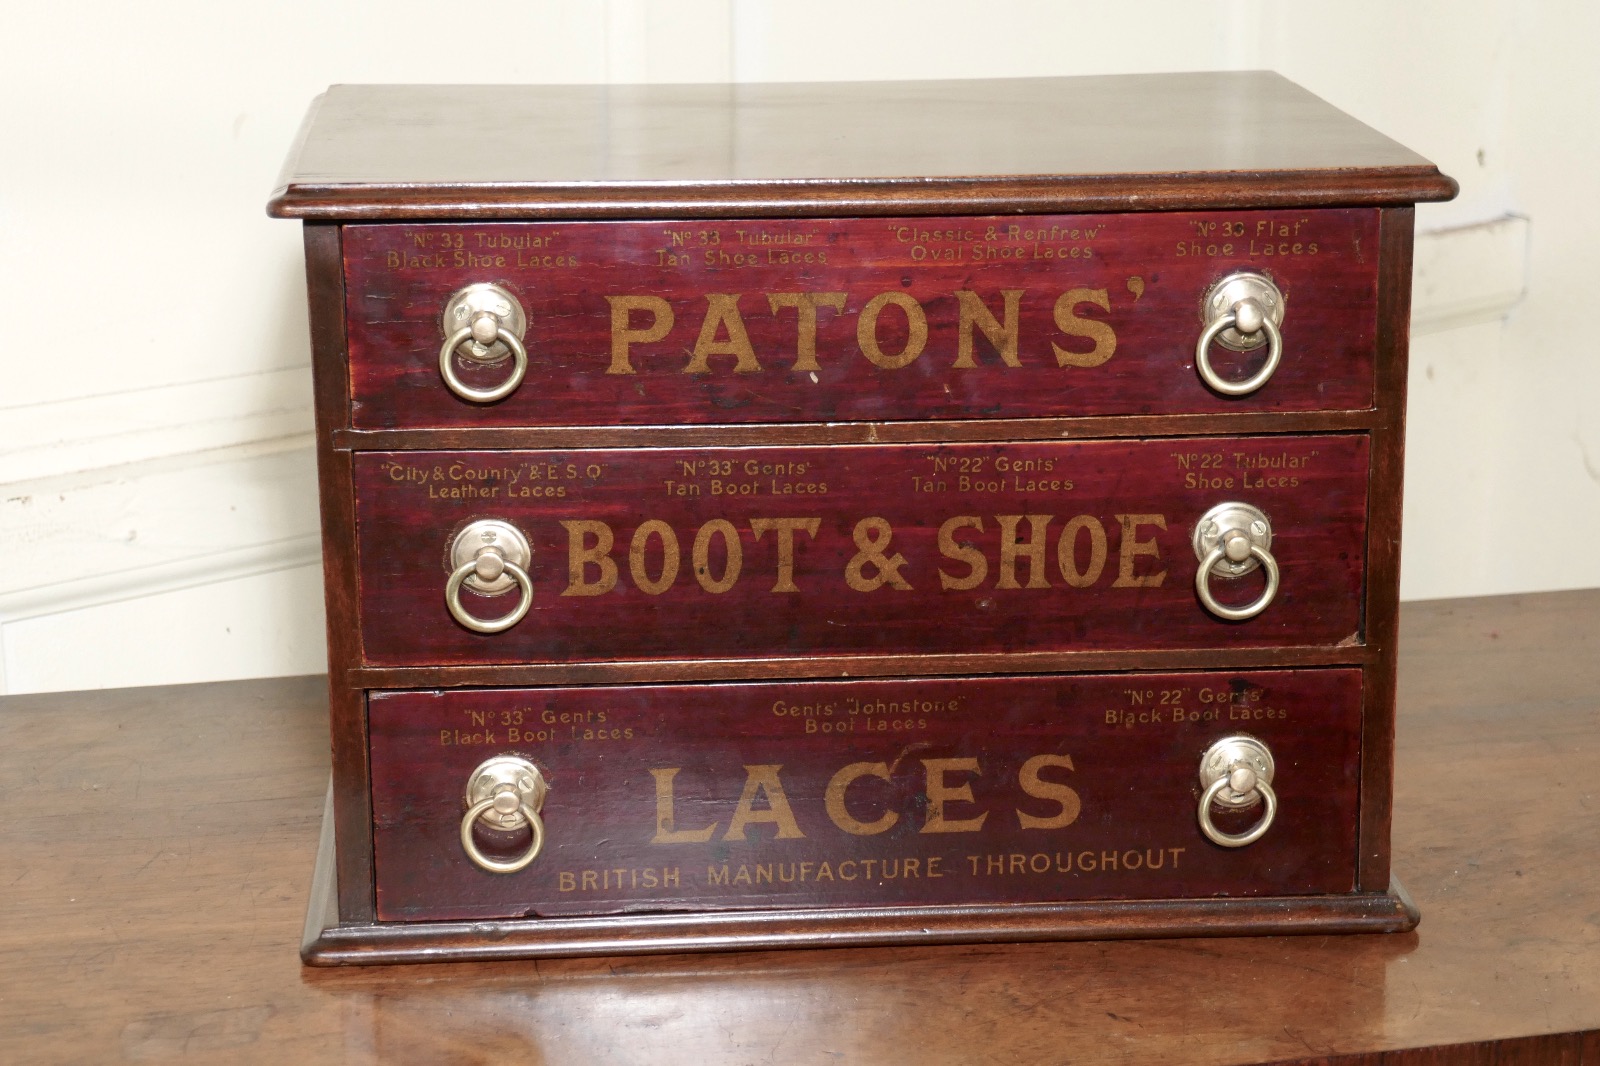 "No 33 Tubular"
Black Shoe Laces
"No 33 Tubular"
Tan Shoe Laces
"Classic & Renfrew"
Oval Shoe Laces
"No 33 Flat"
Shoe Laces
PATONS'
"City & County" & "E.S.Q"
Leather Laces
"No 33" Gents'
Tan Boot Laces
"No 22" Gents'
Tan Boot Laces
"No 22 Tubular"
Shoe Laces
BOOT & SHOE
"No 33" Gents'
Black Boot Laces
Gents' "Johnstone"
Boot Laces
"No 22" Gents'
Black Boot Laces
LACES
BRITISH MANUFACTURE THROUGHOUT